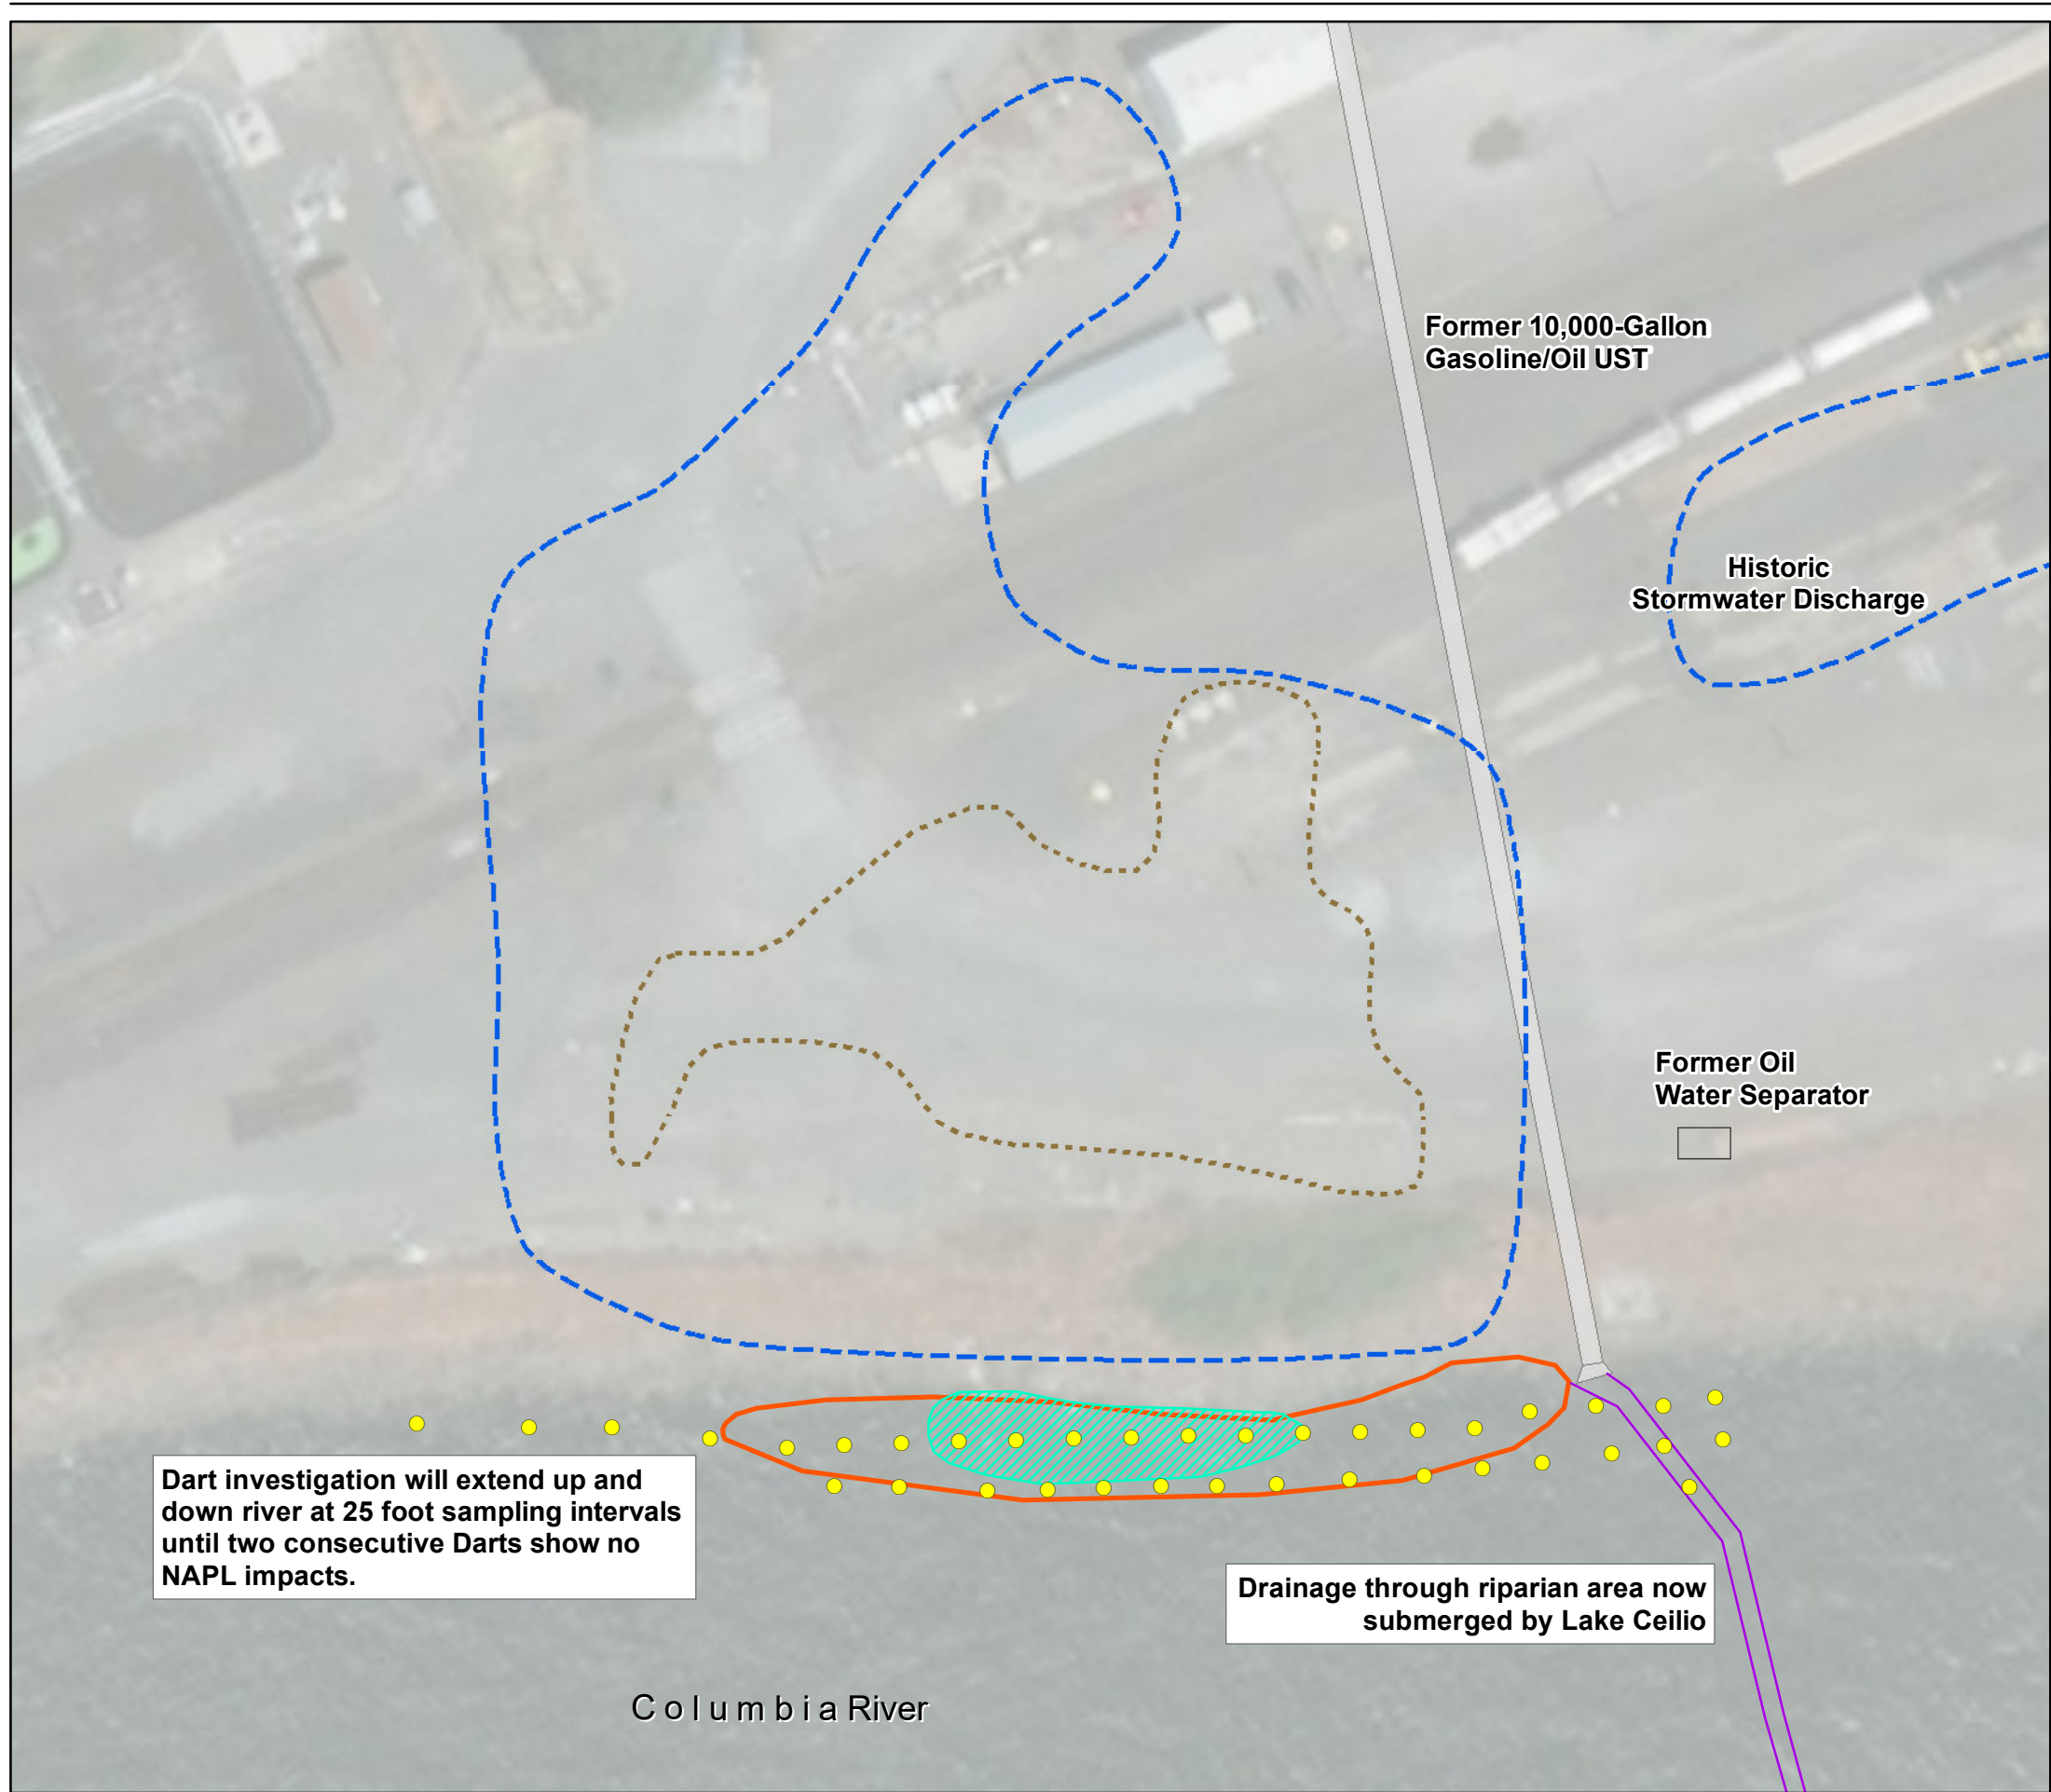 Former 10,000-Gallon
Gasoline/Oil UST
Historic
Stormwater Discharge
Former Oil
Water Separator
Dart investigation will extend up and
down river at 25 foot sampling intervals
until two consecutive Darts show no
NAPL impacts.
Drainage through riparian area now
submerged by Lake Ceilio
Columbia River